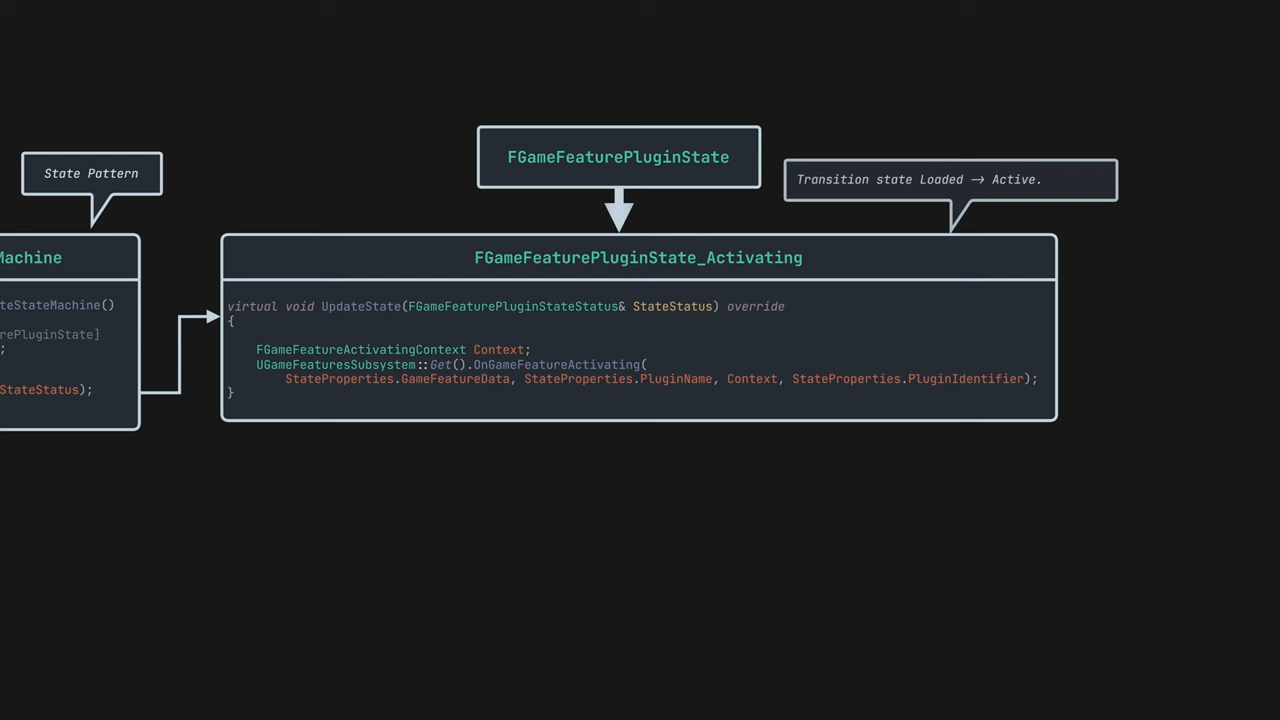 State Pattern
Machine
teStateMachine()
rePluginState]
;
StateStatus);
FGameFeaturePluginState
Transition state Loaded -> Active.
FGameFeaturePluginState_Activating
virtual void UpdateState(FGameFeaturePluginStateStatus& StateStatus) override
{
FGameFeatureActivatingContext Context;
UGameFeaturesSubsystem::Get().OnGameFeatureActivating(
StateProperties.GameFeatureData, StateProperties.PluginName, Context, StateProperties.PluginIdentifier);
}